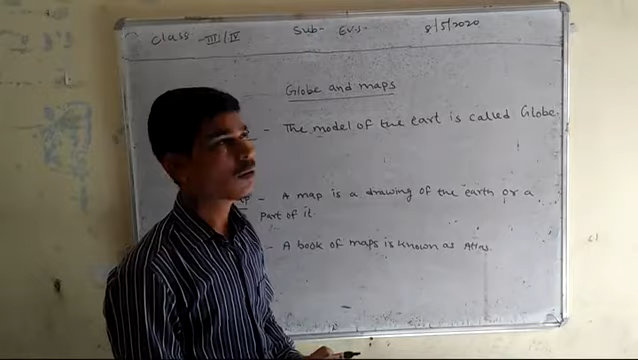 Class - III/IV Sub- Evs. 8/5/2020
Globe and maps
- The model of the eart is called Globe.
- A map is a drawing of the earth or a
part of it.
- A book of maps is known as Atlas.